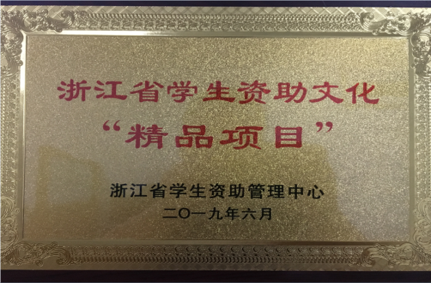 浙江省学生资助文化
“精品项目”
浙江省学生资助管理中心
二〇一九年六月